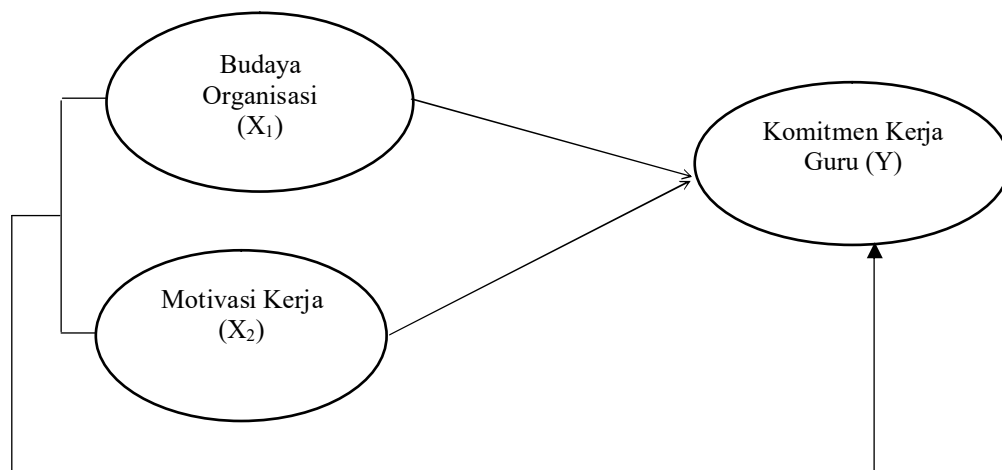 Budaya
Organisasi
(X₁)
Komitmen Kerja
Guru (Y)
Motivasi Kerja
(X₂)